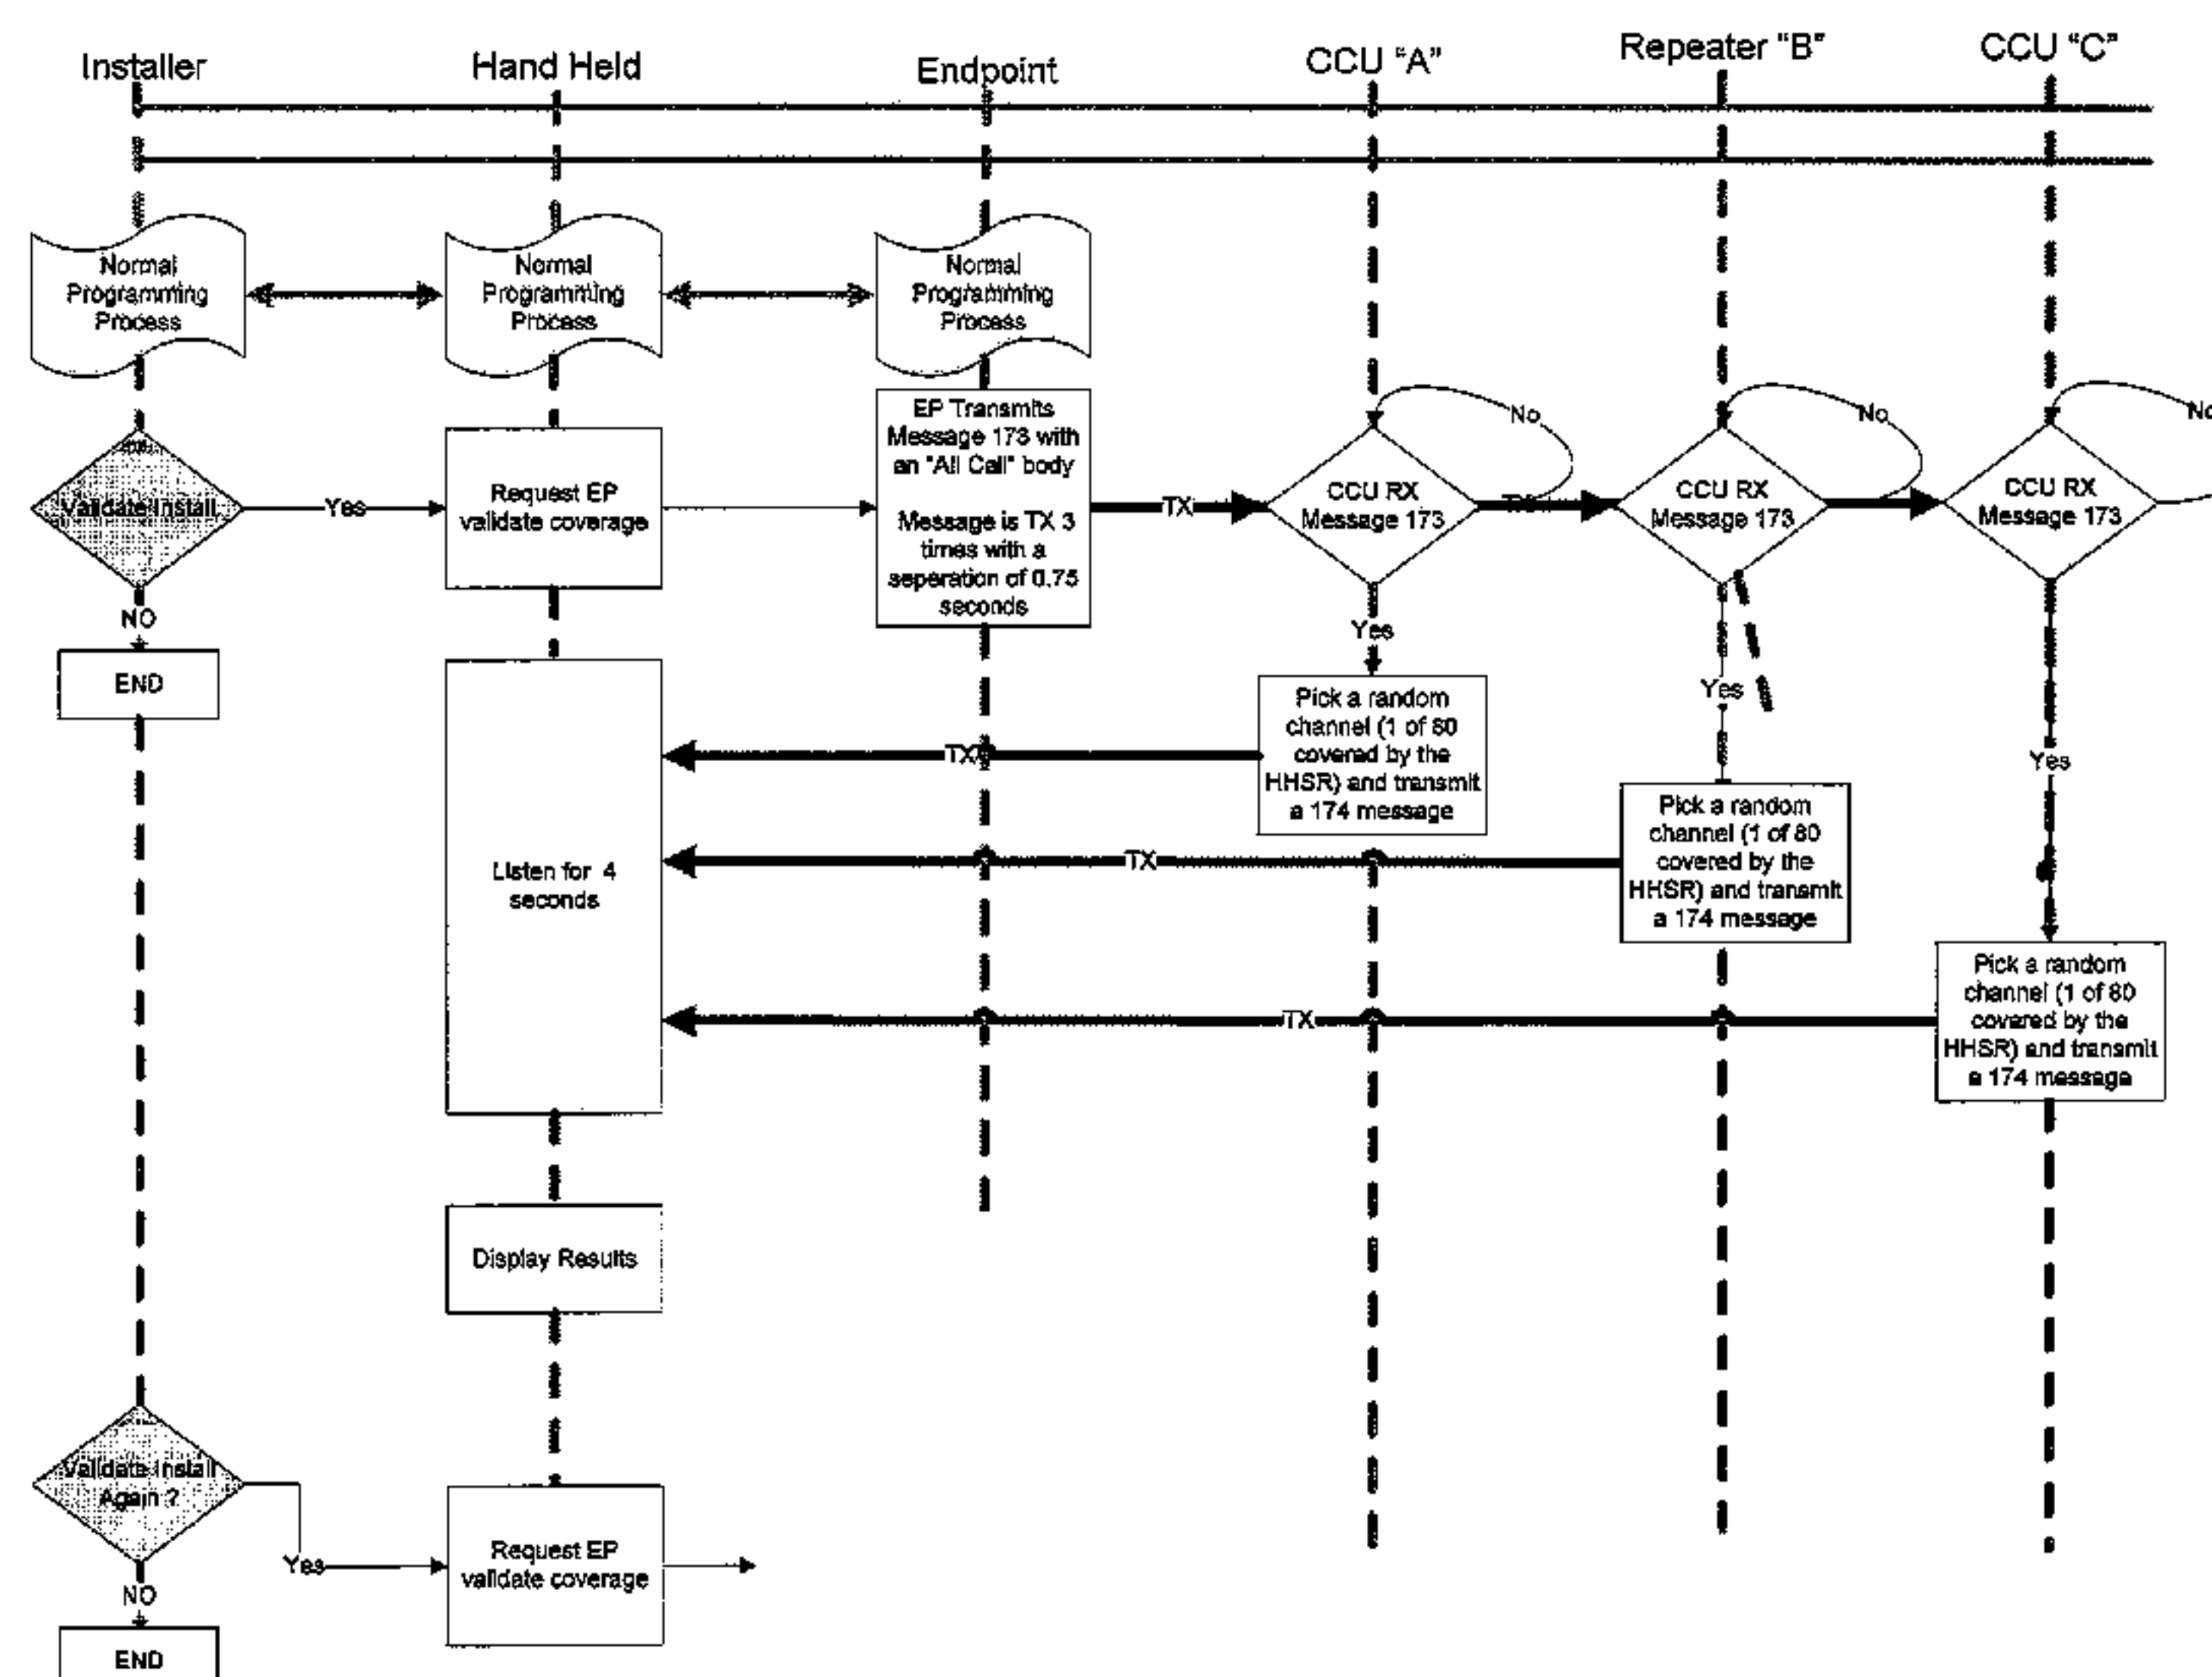 Installer
Hand Held
Endpoint
CCU "A"
Repeater "B"
CCU "C"
Normal
Programming
Process
Normal
Programming
Process
Normal
Programming
Process
Validate Install
Yes
NO
END
Request EP
validate coverage
EP Transmits
Message 173 with
an "All Call" body
Message is TX 3
times with a
seperation of 0.75
seconds
TX
CCU RX
Message 173
No
Yes
TX
CCU RX
Message 173
No
Yes
CCU RX
Message 173
No
Yes
Pick a random
channel (1 of 80
covered by the
HHSR) and transmit
a 174 message
Pick a random
channel (1 of 80
covered by the
HHSR) and transmit
a 174 message
Pick a random
channel (1 of 80
covered by the
HHSR) and transmit
a 174 message
TX
TX
TX
Listen for 4
seconds
Display Results
Validate Install
Again ?
Yes
NO
END
Request EP
validate coverage